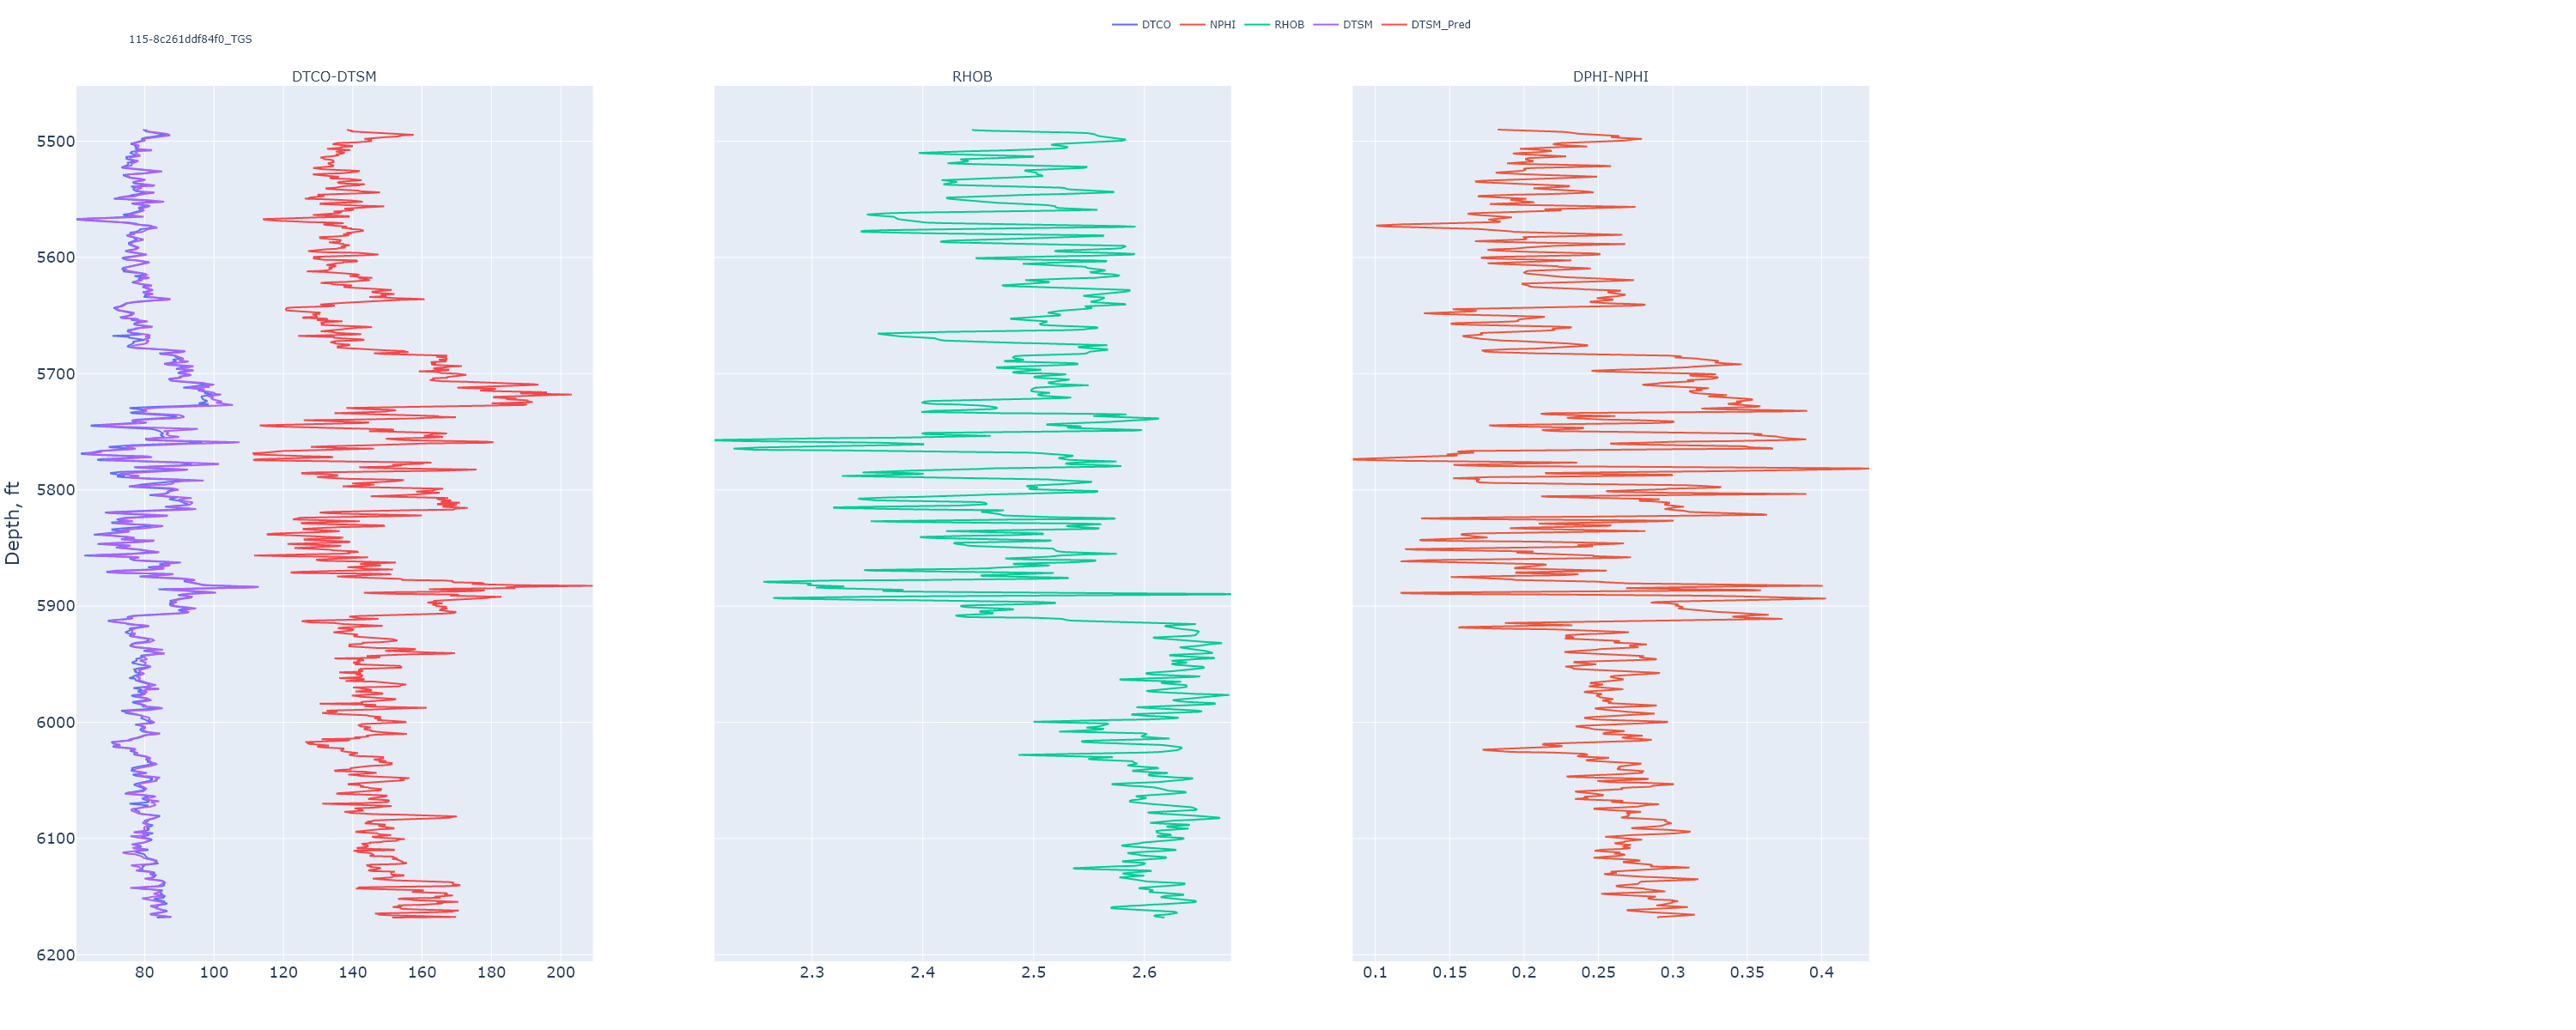 DTCO NPHI RHOB DTSM DTSM_Pred
115-8c261ddf84f0_TGS
DTCO-DTSM RHOB DPHI-NPHI
5500
5600
5700
5800
5900
6000
6100
6200
Depth, ft
80 100 120 140 160 180 200
2.3 2.4 2.5 2.6
0.1 0.15 0.2 0.25 0.3 0.35 0.4